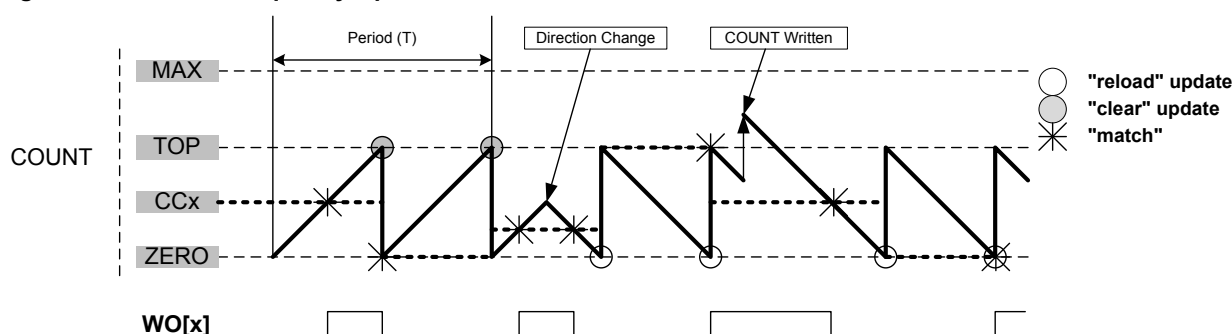 Period (T)
Direction Change
COUNT Written
MAX
"reload" update
"clear" update
TOP
"match"
COUNT
CCx
ZERO
WO[x]